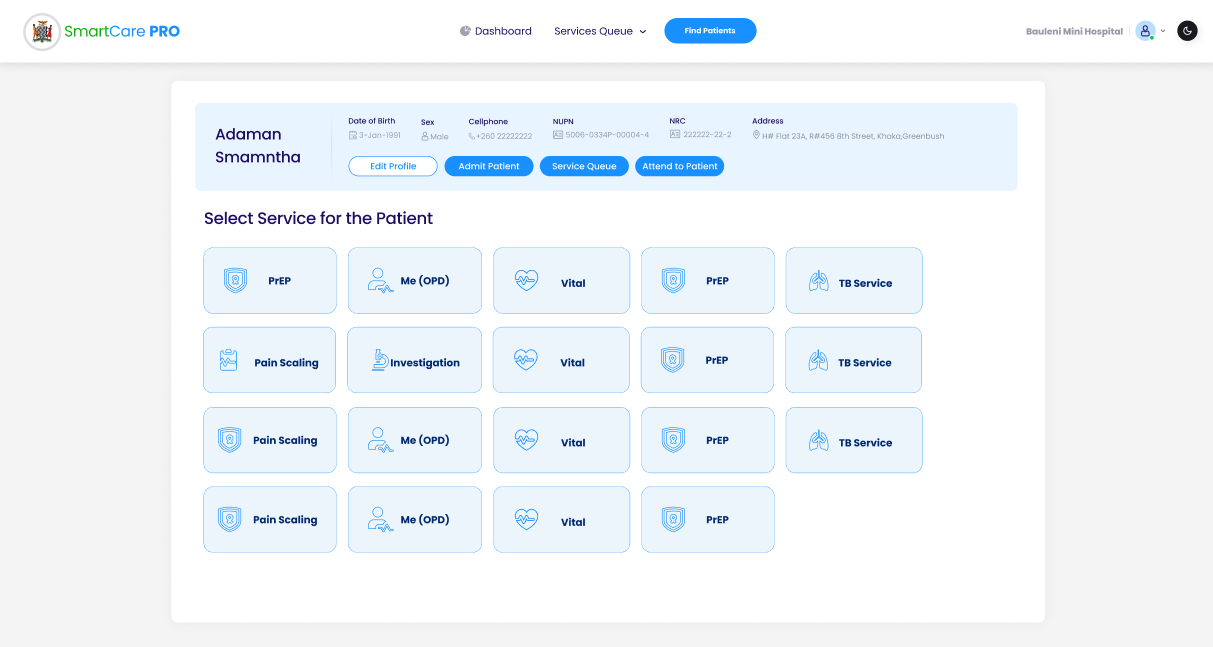 SmartCare PRO
Dashboard
Services Queue
Find Patients
Bauleni Mini Hospital
Adaman
Smamntha
Date of Birth
3-Jan-1991
Sex
Male
Cellphone
+260 22222222
NUPN
5006-0334P-00004-4
NRC
222222-22-2
Address
H# Flat 23A, R#456 8th Street, Khoka,Greenbush
Edit Profile
Admit Patient
Service Queue
Attend to Patient
Select Service for the Patient
PrEP
Me (OPD)
Vital
PrEP
TB Service
Pain Scaling
Investigation
Vital
PrEP
TB Service
Pain Scaling
Me (OPD)
Vital
PrEP
TB Service
Pain Scaling
Me (OPD)
Vital
PrEP